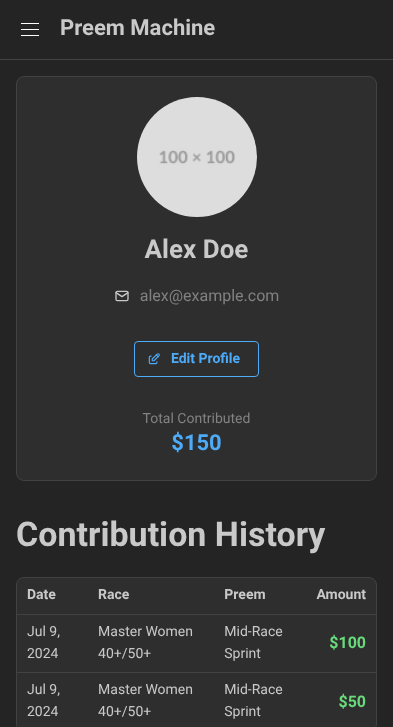 Preem Machine
100 × 100
Alex Doe
alex@example.com
Edit Profile
Total Contributed
$150
Contribution History
Date Race Preem Amount
Jul 9, Master Women Mid-Race
2024 40+/50+ Sprint $100
Jul 9, Master Women Mid-Race
2024 40+/50+ Sprint $50